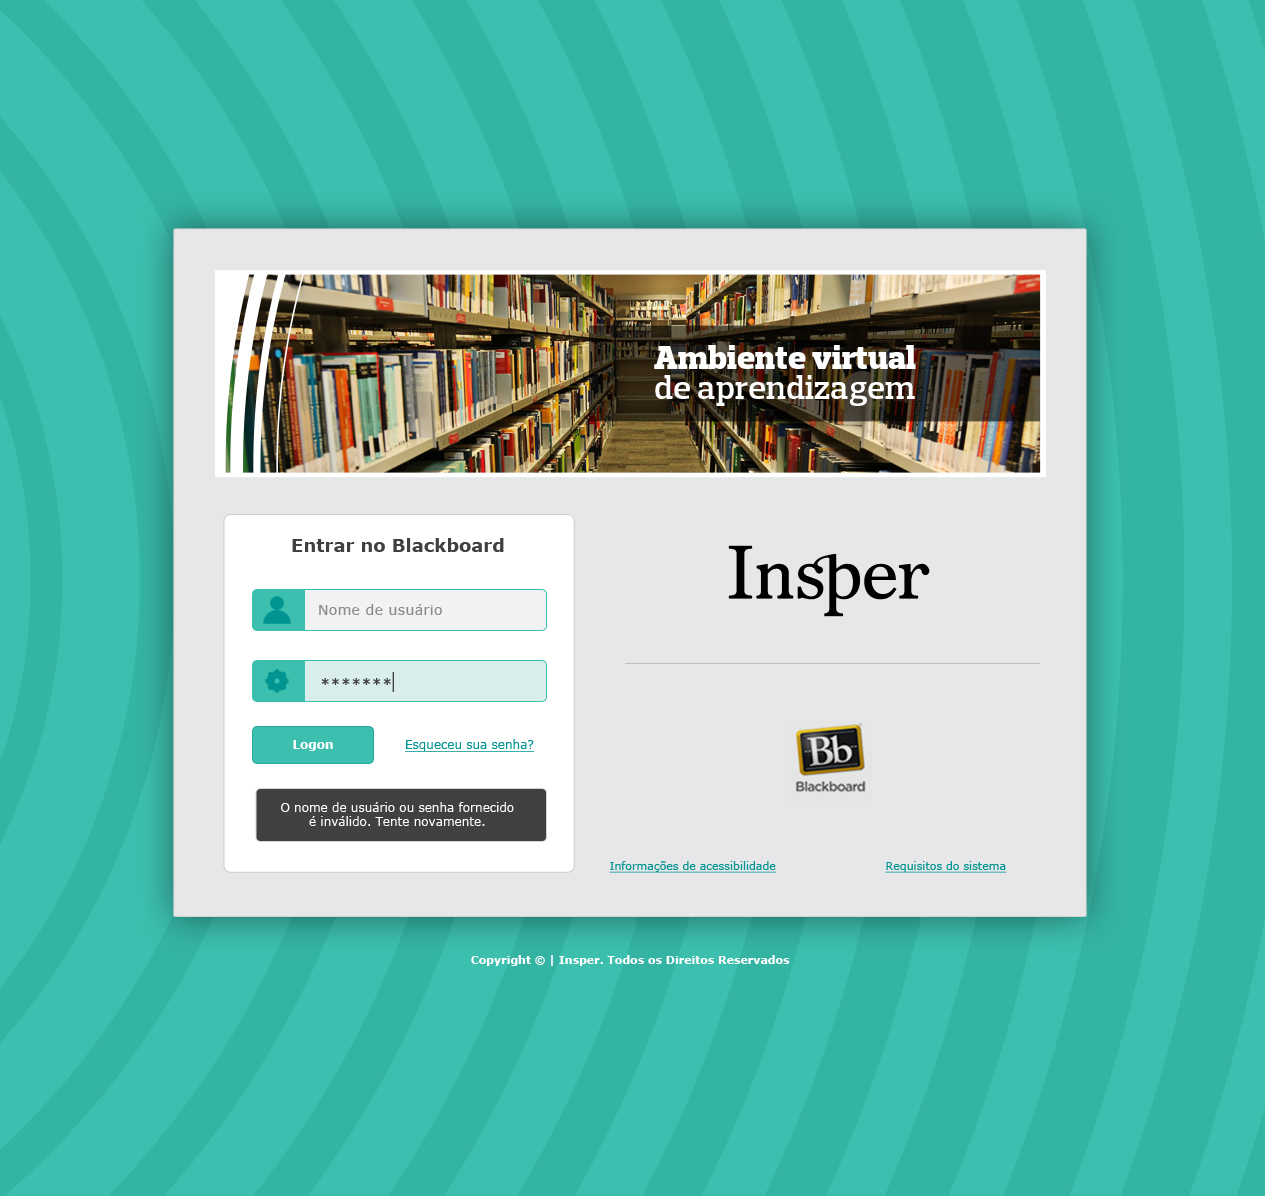 Ambiente virtual
de aprendizagem
Entrar no Blackboard
Nome de usuário
*******
Logon
Esqueceu sua senha?
O nome de usuário ou senha fornecido
é inválido. Tente novamente.
Insper
Bb
Blackboard
Informações de acessibilidade
Requisitos do sistema
Copyright © | Insper. Todos os Direitos Reservados